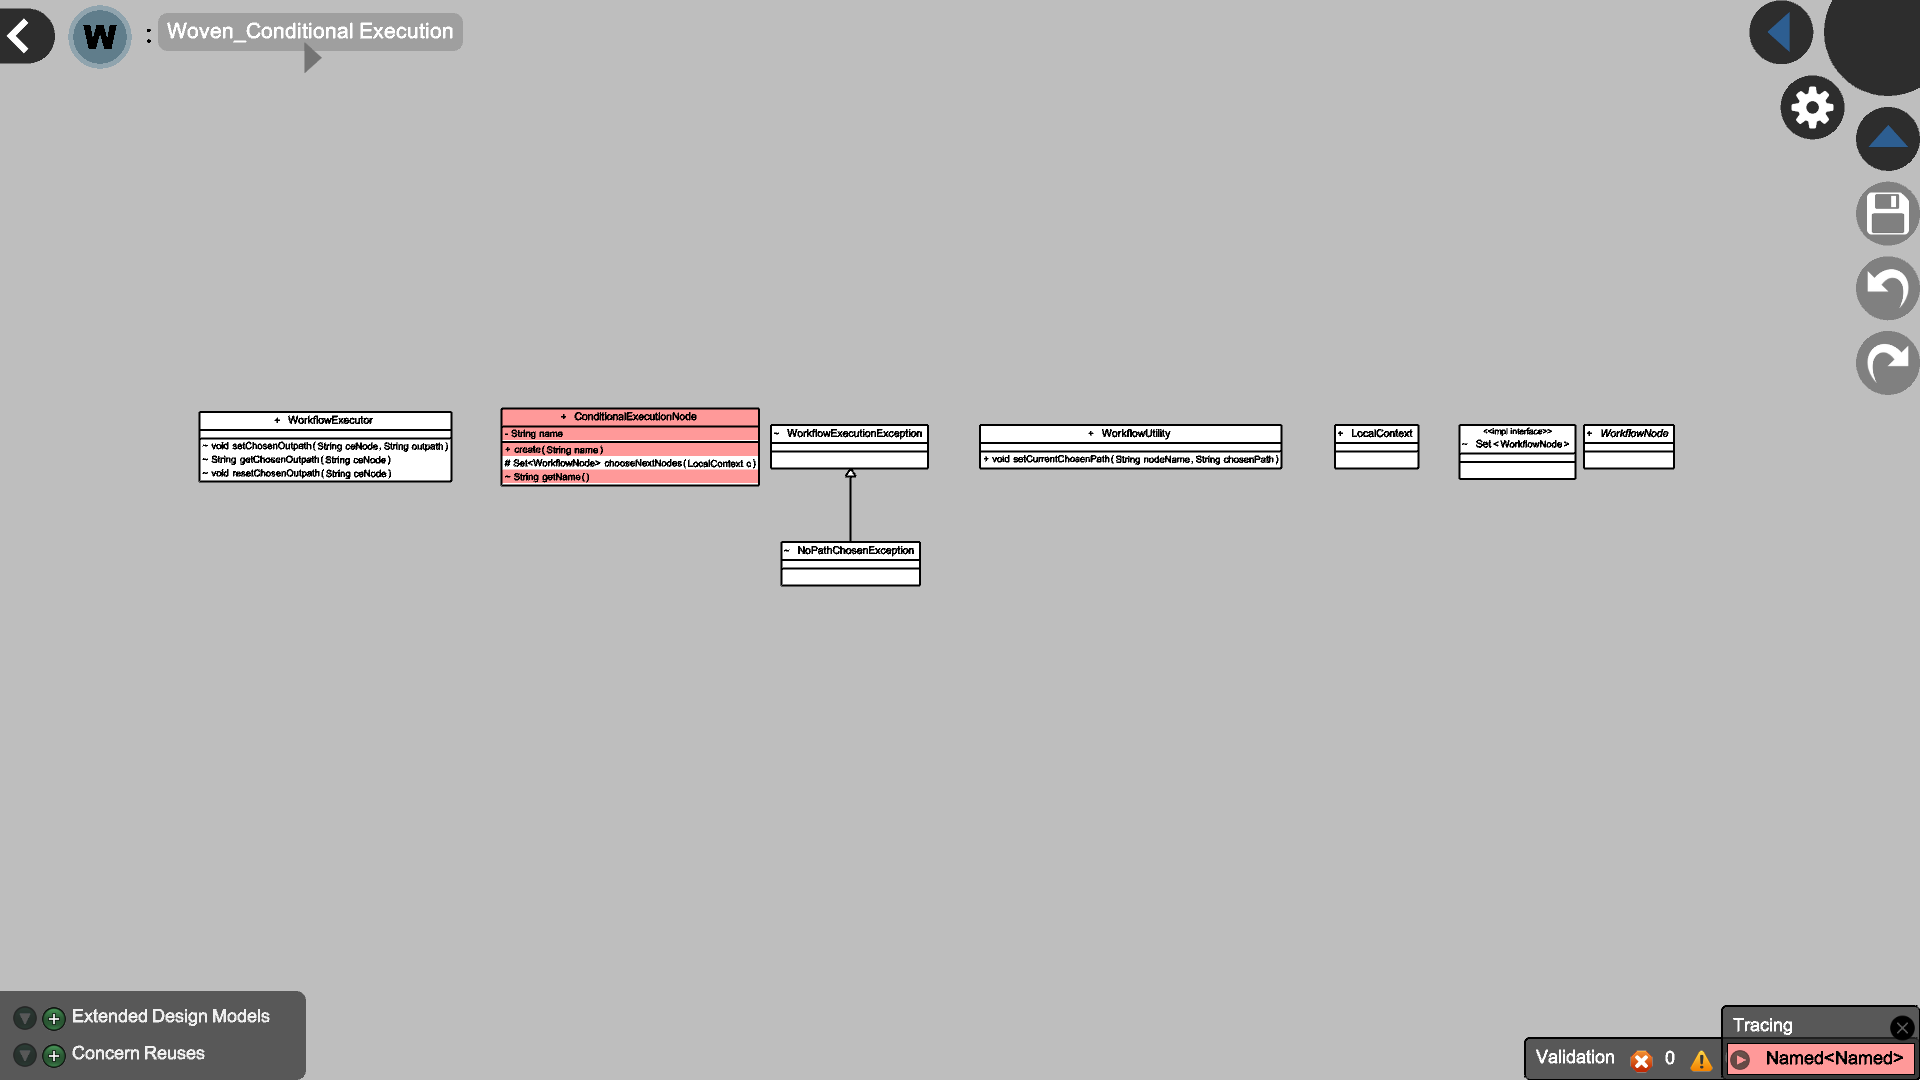 W : Woven_Conditional Execution
+ WorkflowExecutor
~ void setChosenOutpath(String ceNode, String outpath)
~ String getChosenOutpath(String ceNode)
~ void resetChosenOutpath(String ceNode)
+ ConditionalExecutionNode
- String name
+ create(String name)
# Set<WorkflowNode> chooseNextNodes(LocalContext c)
~ String getName()
~ WorkflowExecutionException
~ NoPathChosenException
+ WorkflowUtility
+ void setCurrentChosenPath(String nodeName, String chosenPath)
+ LocalContext
<<impl interface>>
~ Set<WorkflowNode>
+ WorkflowNode
Extended Design Models
Concern Reuses
Tracing
Validation 0
Named<Named>